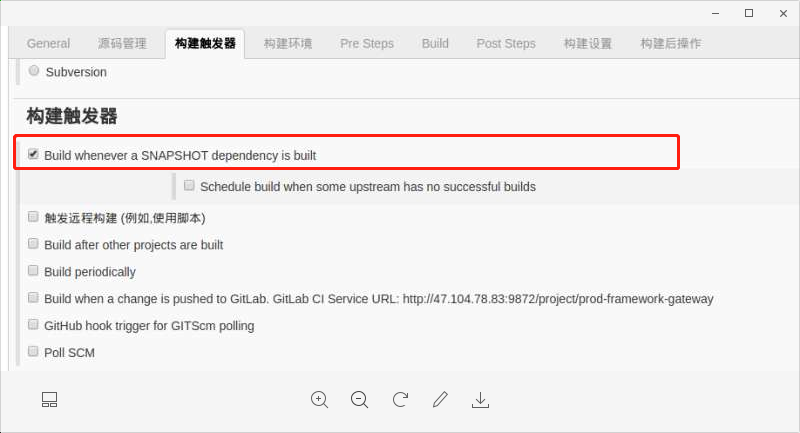 General 源码管理 构建触发器 构建环境 Pre Steps Build Post Steps 构建设置 构建后操作
Subversion
构建触发器
Build whenever a SNAPSHOT dependency is built
Schedule build when some upstream has no successful builds
触发远程构建 (例如,使用脚本)
Build after other projects are built
Build periodically
Build when a change is pushed to GitLab. GitLab CI Service URL: http://47.104.78.83:9872/project/prod-framework-gateway
GitHub hook trigger for GITScm polling
Poll SCM